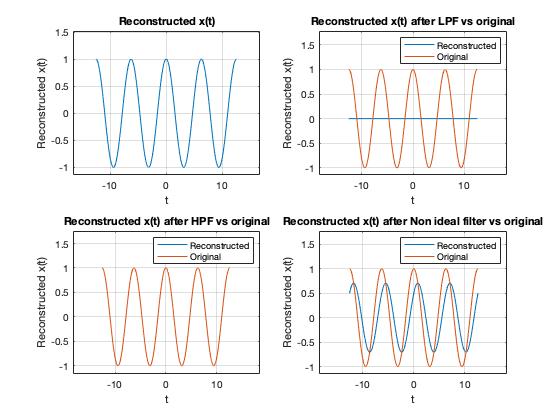 Reconstructed x(t)
Reconstructed x(t)
1.5
1
0.5
0
-0.5
-1
-10 0 10
t
Reconstructed x(t) after LPF vs original
Reconstructed x(t)
Reconstructed
Original
1.5
1
0.5
0
-0.5
-1
-10 0 10
t
Reconstructed x(t) after HPF vs original
Reconstructed x(t)
Reconstructed
Original
1.5
1
0.5
0
-0.5
-1
-10 0 10
t
Reconstructed x(t) after Non ideal filter vs original
Reconstructed x(t)
Reconstructed
Original
1.5
1
0.5
0
-0.5
-1
-10 0 10
t